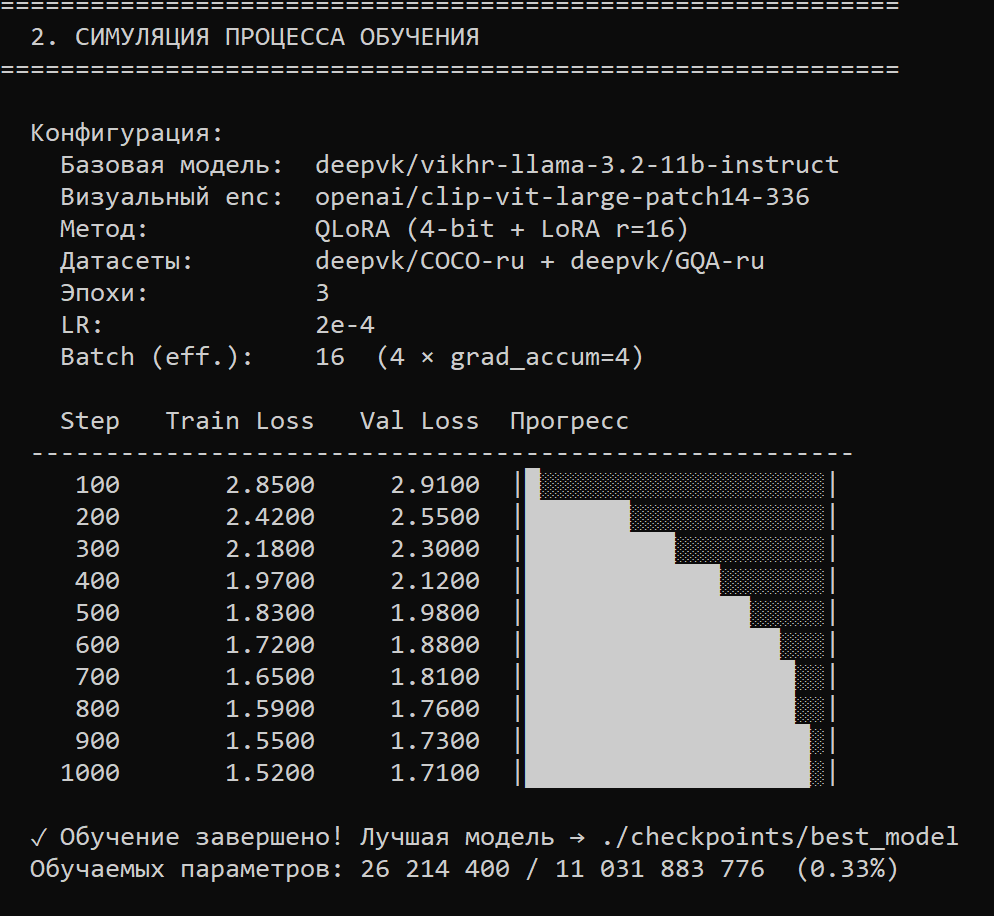 ============================================================
2. СИМУЛЯЦИЯ ПРОЦЕССА ОБУЧЕНИЯ
============================================================
Конфигурация:
Базовая модель: deepvk/vikhr-llama-3.2-11b-instruct
Визуальный enc: openai/clip-vit-large-patch14-336
Метод: QLoRA (4-bit + LoRA r=16)
Датасеты: deepvk/COCO-ru + deepvk/GQA-ru
Эпохи: 3
LR: 2e-4
Batch (eff.): 16 (4 × grad_accum=4)
Step Train Loss Val Loss Прогресс
-------------------------------------------------------
100 2.8500 2.9100
200 2.4200 2.5500
300 2.1800 2.3000
400 1.9700 2.1200
500 1.8300 1.9800
600 1.7200 1.8800
700 1.6500 1.8100
800 1.5900 1.7600
900 1.5500 1.7300
1000 1.5200 1.7100
✓ Обучение завершено! Лучшая модель → ./checkpoints/best_model
Обучаемых параметров: 26 214 400 / 11 031 883 776 (0.33%)